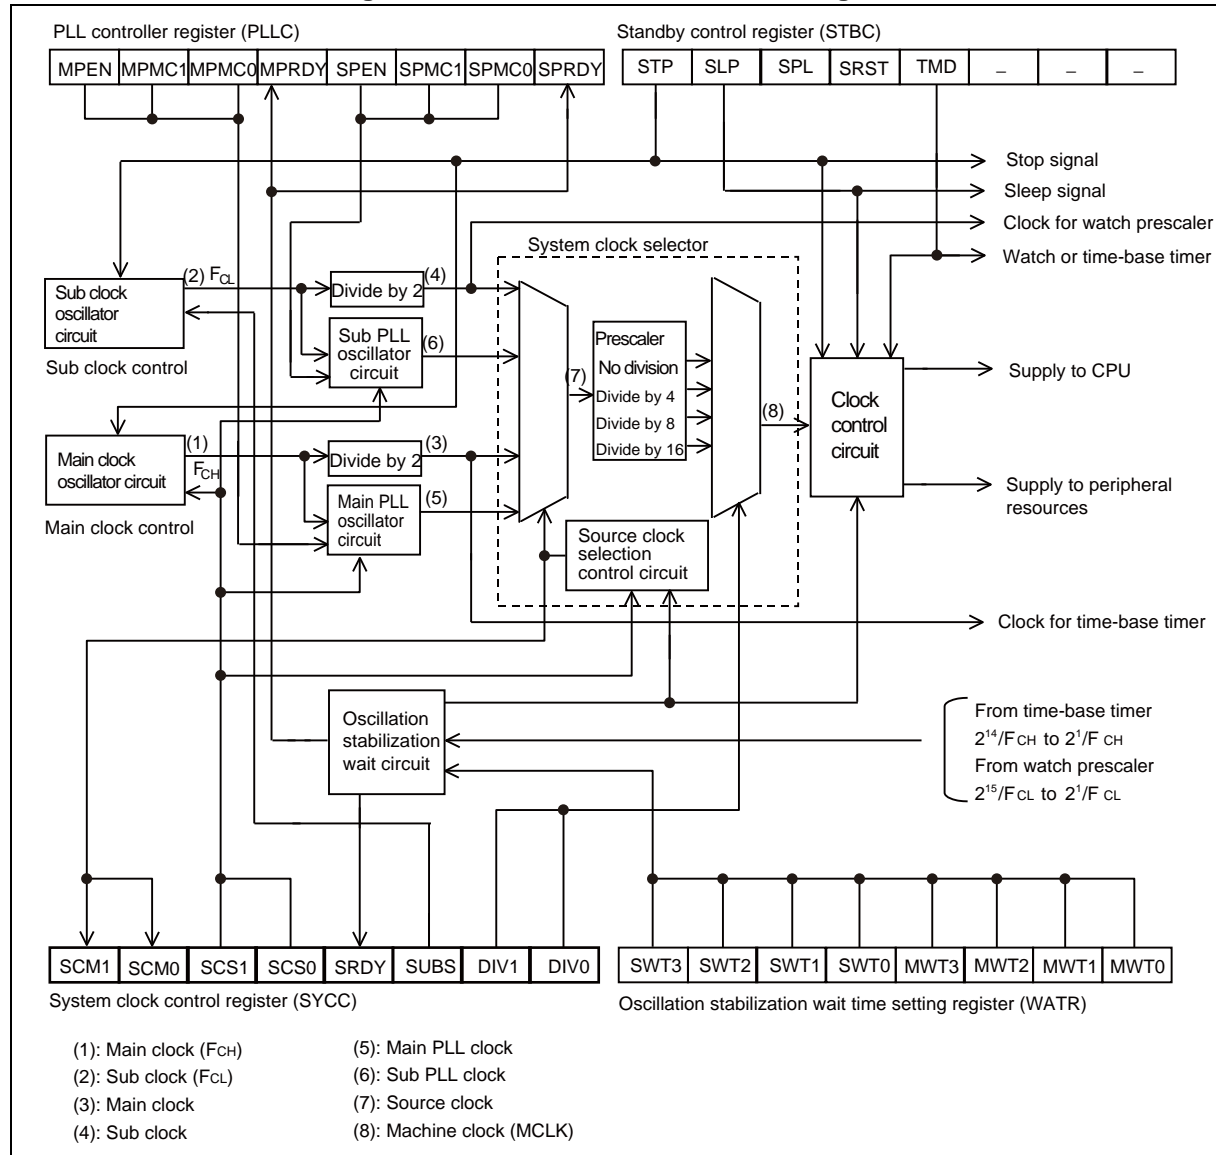 PLL controller register (PLLC)
Standby control register (STBC)
MPEN MPMC1 MPMC0 MPRDY SPEN SPMC1 SPMC0 SPRDY
STP SLP SPL SRST TMD – – –
Stop signal
Sleep signal
Clock for watch prescaler
Watch or time-base timer
System clock selector
(2) FCL
(4)
Sub clock
oscillator
circuit
Sub clock control
Divide by 2
Sub PLL
oscillator
circuit
(6)
Prescaler
No division
Divide by 4
Divide by 8
Divide by 16
(7)
(8)
Clock
control
circuit
Supply to CPU
Supply to peripheral
resources
(1)
FCH
Main clock
oscillator circuit
Main clock control
Divide by 2
(3)
Main PLL
oscillator
circuit
(5)
Source clock
selection
control circuit
Clock for time-base timer
Oscillation
stabilization
wait circuit
From time-base timer
2¹⁴/FCH to 2¹/FCH
From watch prescaler
2¹⁵/FCL to 2¹/FCL
SCM1 SCM0 SCS1 SCS0 SRDY SUBS DIV1 DIV0
SWT3 SWT2 SWT1 SWT0 MWT3 MWT2 MWT1 MWT0
System clock control register (SYCC)
Oscillation stabilization wait time setting register (WATR)
(1): Main clock (FCH)
(2): Sub clock (FCL)
(3): Main clock
(4): Sub clock
(5): Main PLL clock
(6): Sub PLL clock
(7): Source clock
(8): Machine clock (MCLK)